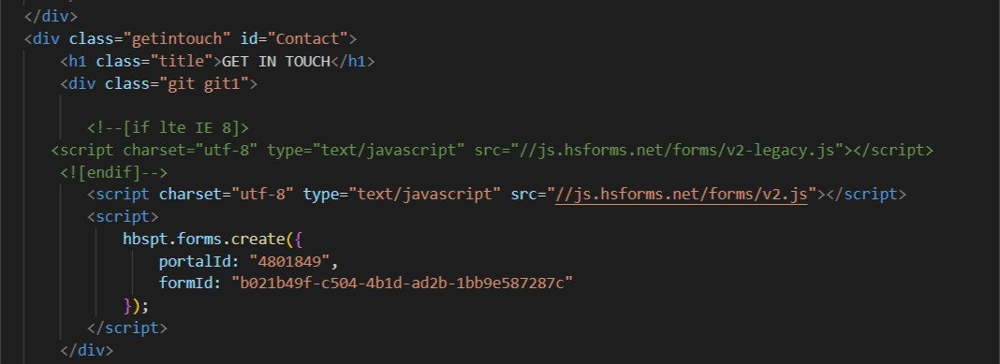 </div>
<div class="getintouch" id="Contact">
<h1 class="title">GET IN TOUCH</h1>
<div class="git git1">
<!--[if lte IE 8]>
<script charset="utf-8" type="text/javascript" src="//js.hsforms.net/forms/v2-legacy.js"></script>
<![endif]-->
<script charset="utf-8" type="text/javascript" src="//js.hsforms.net/forms/v2.js"></script>
<script>
hbspt.forms.create({
portalId: "4801849",
formId: "b021b49f-c504-4b1d-ad2b-1bb9e587287c"
});
</script>
</div>